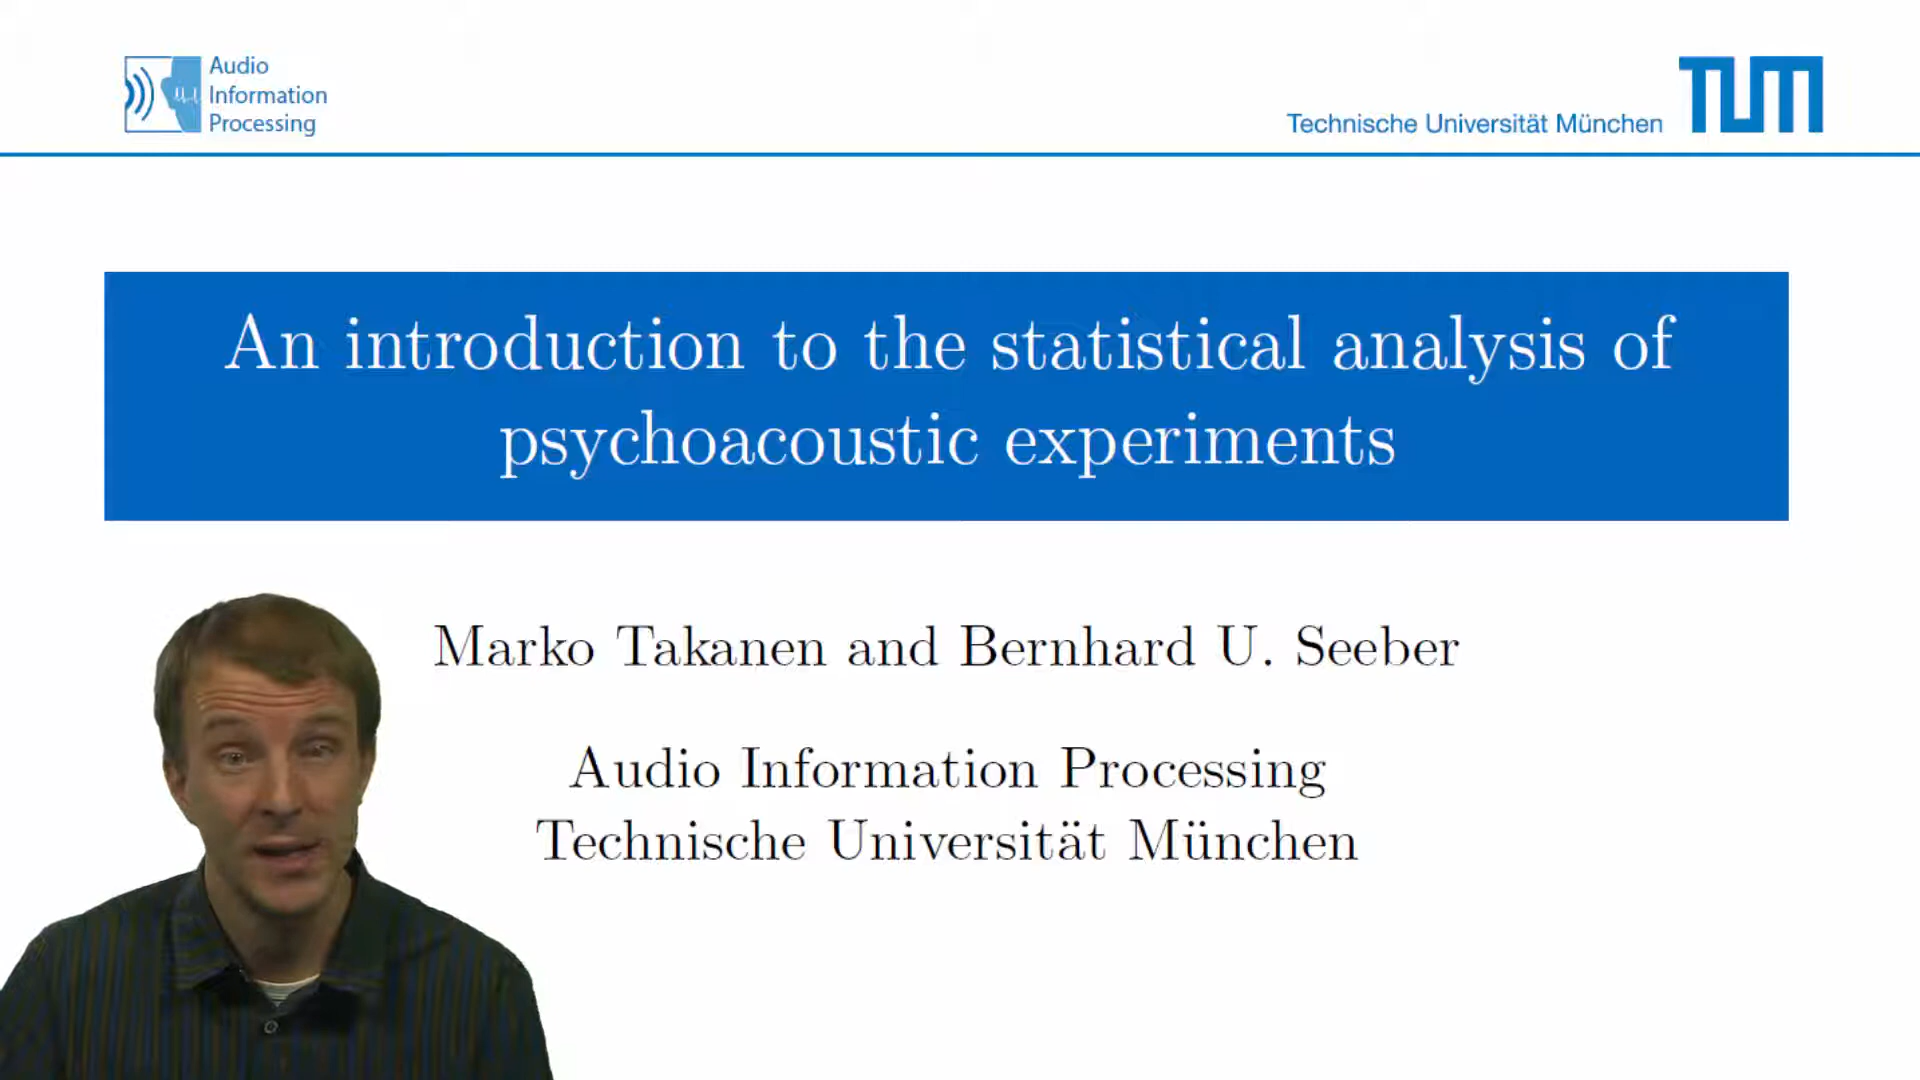 Audio
Information
Processing
Technische Universität München
TUM
An introduction to the statistical analysis of
psychoacoustic experiments
Marko Takanen and Bernhard U. Seeber
Audio Information Processing
Technische Universität München